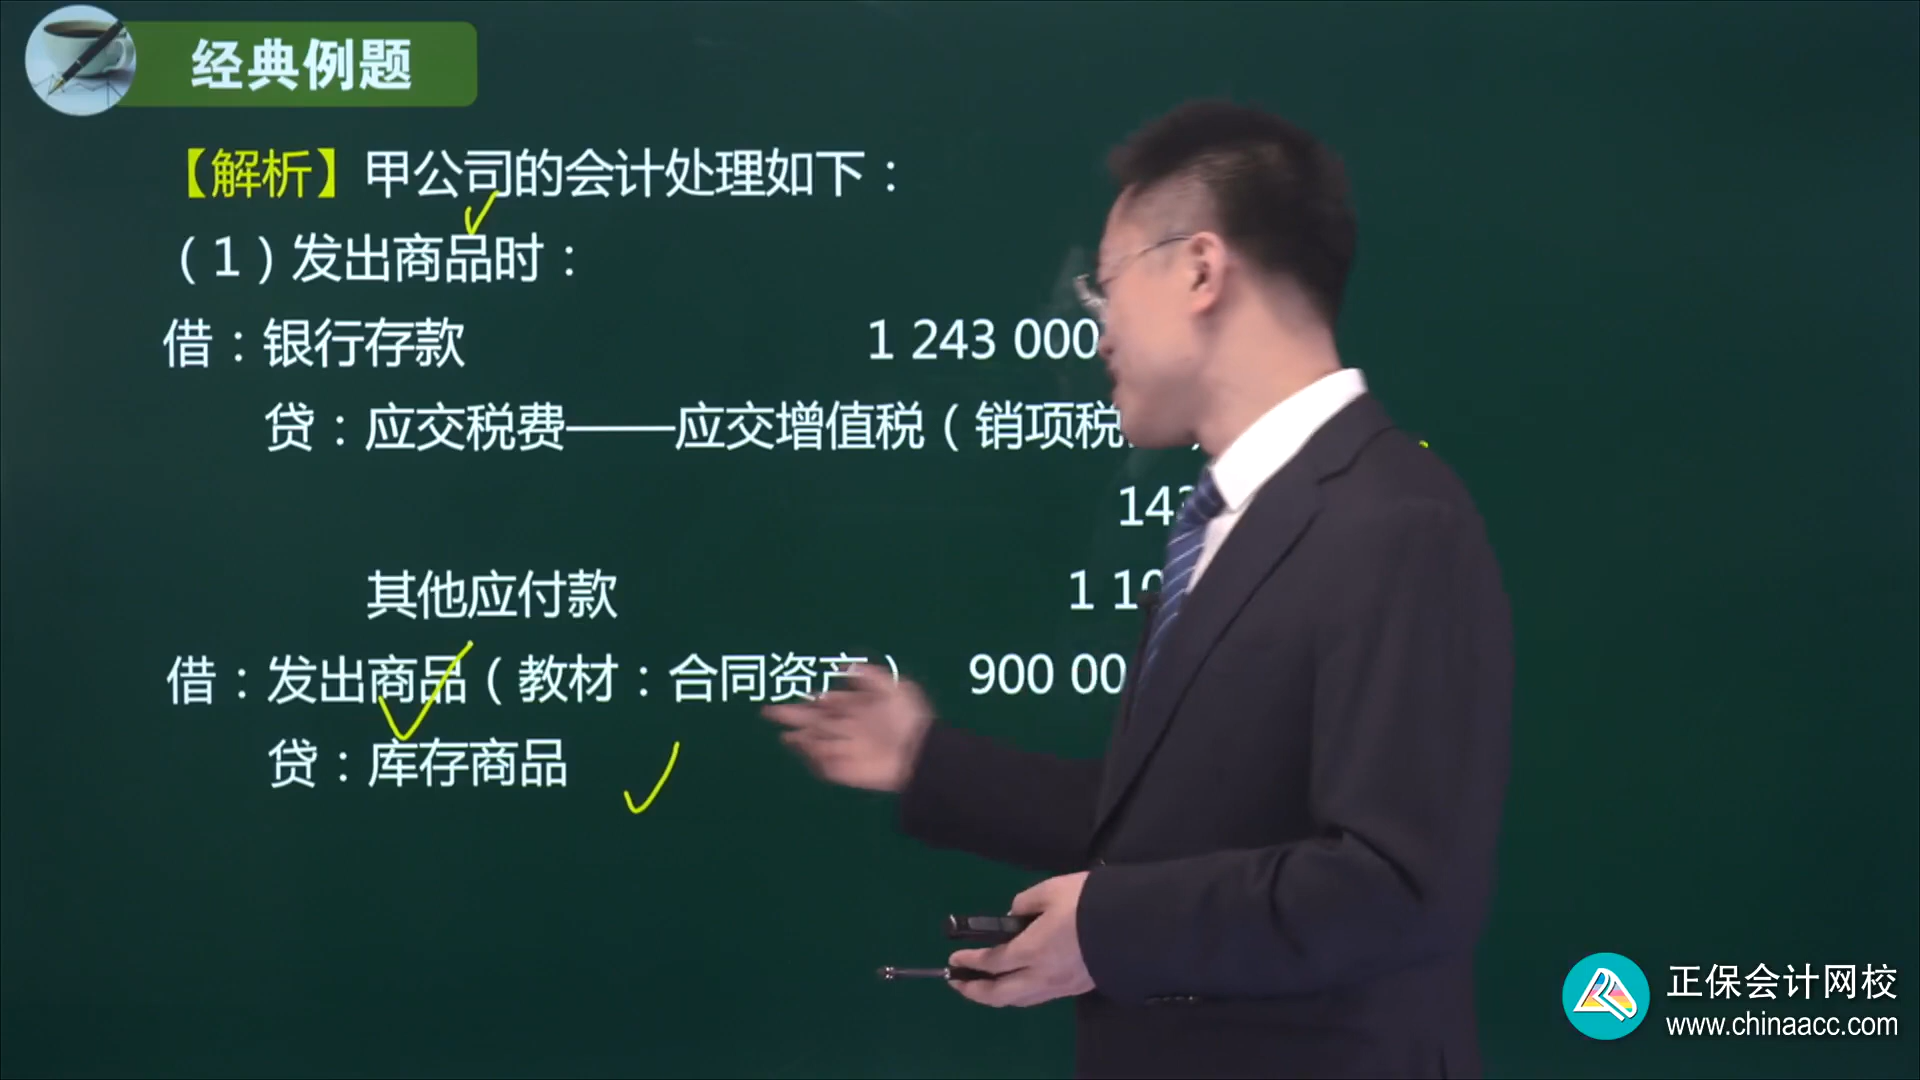 经典例题
【解析】甲公司的会计处理如下：
（1）发出商品时：
借：银行存款 1 243 000
贷：应交税费——应交增值税（销项税
143
其他应付款 1 10
借：发出商品（教材：合同资产） 900 00
贷：库存商品
正保会计网校
www.chinaacc.com